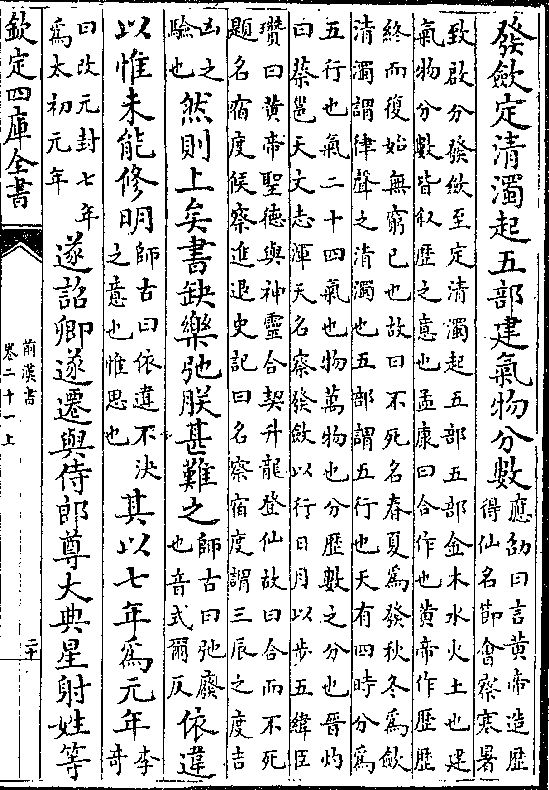 發斂定清濁起五部建氣物分數
應劭曰言黃帝造歷
得仙名節會察寒暑
致啟分發斂至定清濁起五部五部金木水火土也建
氣物分數皆叙歷之意也孟康曰合作也黃帝作歷歷
終而復始無窮已也故曰不死名春夏為發秋冬為斂
清濁謂律聲之清濁也五部謂五行也天有四時分為
五行也氣二十四氣也物萬物也分歷數之分也晉灼
曰蔡邕天文志渾天名察發斂以行日月以步五緯臣
瓚曰黃帝聖德與神靈合契升龍登仙故曰合而不死
題名宿度候察進退史記曰名察宿度謂三辰之度吉
凶之
驗也
然則上矣書缺樂弛朕甚難之
師古曰弛廢
也音式爾反
依違
以惟未能修明
師古曰依違不決
之意也惟思也
其以七年爲元年
李
奇
曰改元封七年
爲太初元年
遂詔卿遂遷與侍郎尊大典星射姓等
欽定四庫全書
前漢書
卷二十一上
二十